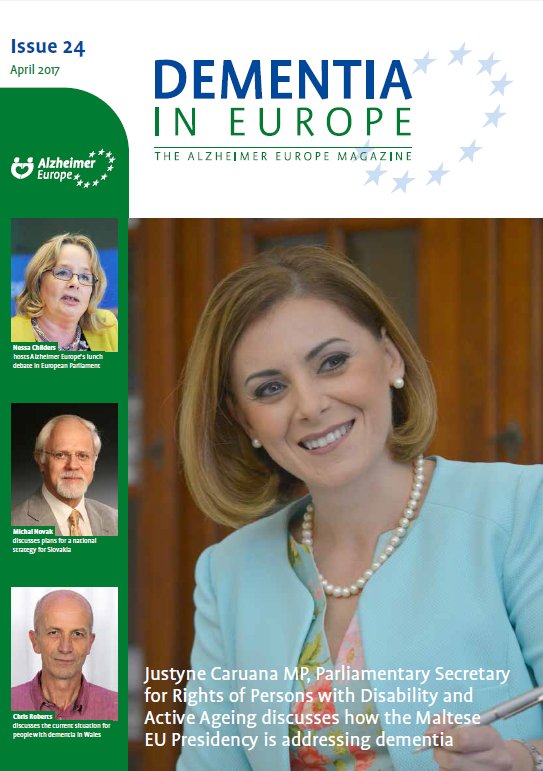 Issue 24
April 2017
DEMENTIA
IN EUROPE
THE ALZHEIMER EUROPE MAGAZINE
Alzheimer
Europe
Nessa Childers
hosts Alzheimer Europe's lunch
debate in European Parliament
Michal Novak
discusses plans for a national
strategy for Slovakia
Chris Roberts
discusses the current situation for
people with dementia in Wales
Justyne Caruana MP, Parliamentary Secretary
for Rights of Persons with Disability and
Active Ageing discusses how the Maltese
EU Presidency is addressing dementia